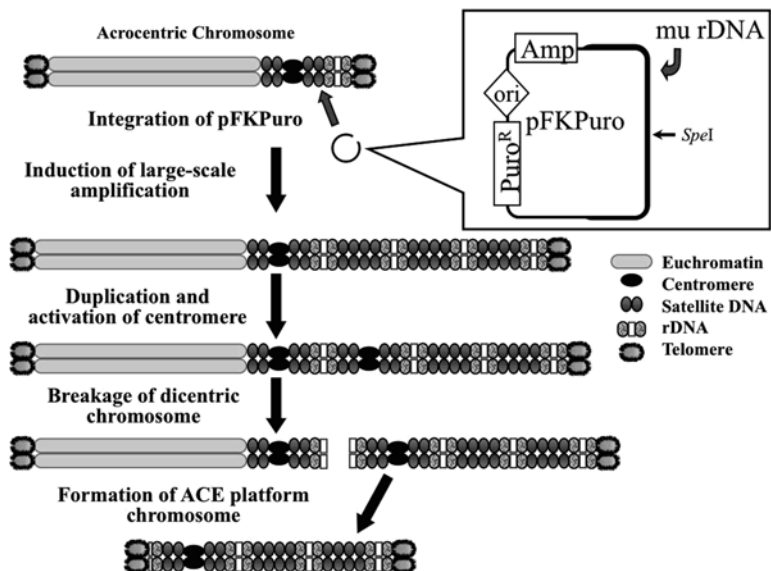 Acrocentric Chromosome
Integration of pFKPuro
Induction of large-scale
amplification
Duplication and
activation of centromere
Breakage of dicentric
chromosome
Formation of ACE platform
chromosome
mu rDNA
Amp
ori
pFKPuro
PuroR
SpeI
Euchromatin
Centromere
Satellite DNA
rDNA
Telomere